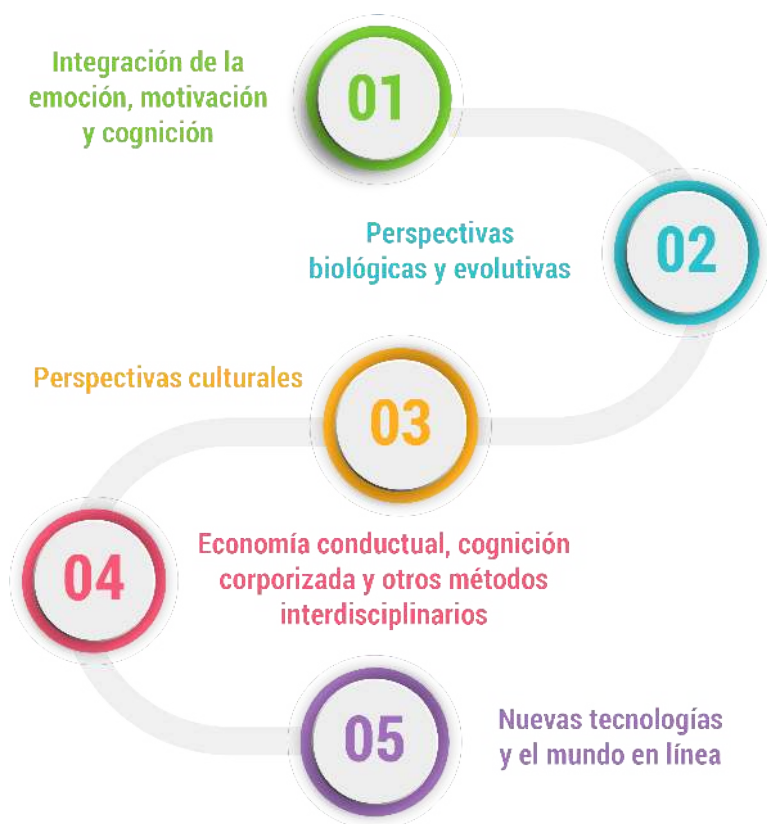 Integración de la
emoción, motivación
y cognición
01
Perspectivas
biológicas y evolutivas
02
Perspectivas culturales
03
04
Economía conductual, cognición
corporizada y otros métodos
interdisciplinarios
05
Nuevas tecnologías
y el mundo en línea